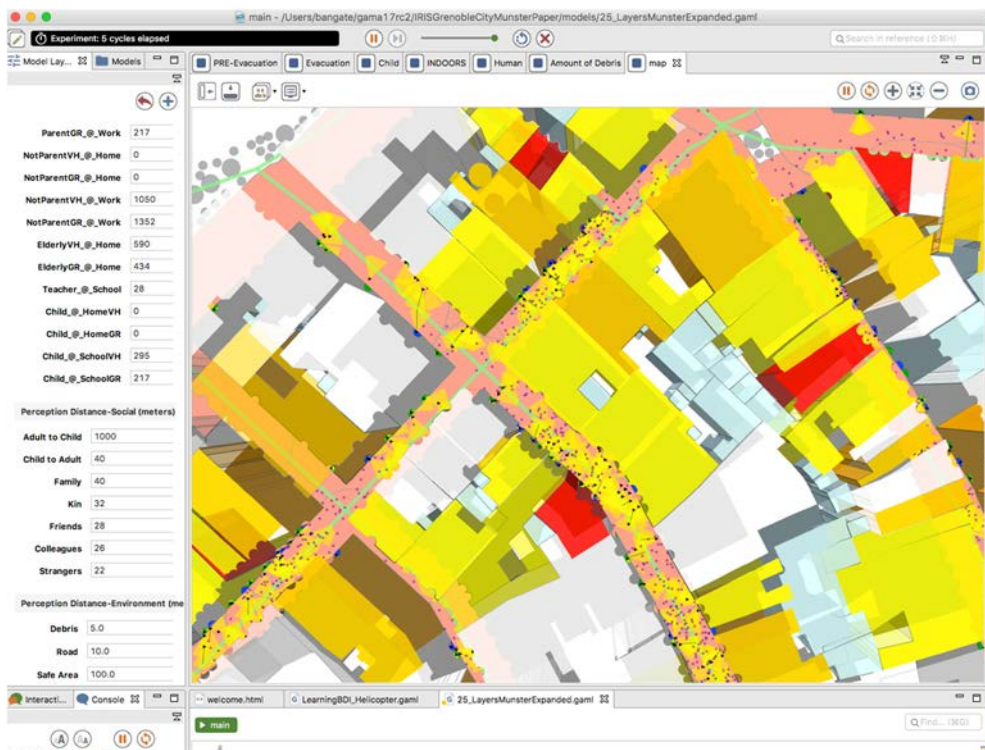 main - /Users/bangate/gama17rc2/IRISGrenobleCityMunsterPaper/models/25_LayersMunsterExpanded.gaml
Experiment: 5 cycles elapsed
Search in reference (⇧⌘H)
Model Lay... Models
PRE-Evacuation Evacuation Child INDOORS Human Amount of Debris map
ParentGR_@_Work 217
NotParentVH_@_Home 0
NotParentGR_@_Home 0
NotParentVH_@_Work 1050
NotParentGR_@_Work 1352
ElderlyVH_@_Home 590
ElderlyGR_@_Home 434
Teacher_@_School 28
Child_@_HomeVH 0
Child_@_HomeGR 0
Child_@_SchoolVH 295
Child_@_SchoolGR 217
Perception Distance-Social (meters)
Adult to Child 1000
Child to Adult 40
Family 40
Kin 32
Friends 28
Colleagues 26
Strangers 22
Perception Distance-Environment (me
Debris 5.0
Road 10.0
Safe Area 100.0
Interacti... Console
welcome.html LearningBDI_Helicopter.gaml 25_LayersMunsterExpanded.gaml
main
Find... (⌘G)